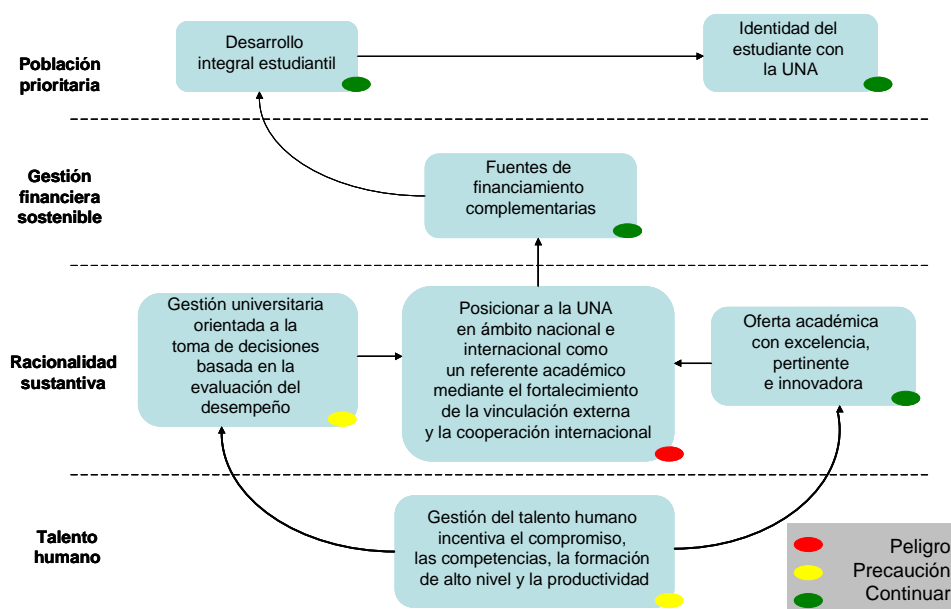 Población
prioritaria
Desarrollo
integral estudiantil
Identidad del
estudiante con
la UNA
Gestión
financiera
sostenible
Fuentes de
financiamiento
complementarias
Racionalidad
sustantiva
Gestión universitaria
orientada a la
toma de decisiones
basada en la
evaluación del
desempeño
Posicionar a la UNA
en ámbito nacional e
internacional como
un referente académico
mediante el fortalecimiento
de la vinculación externa
y la cooperación internacional
Oferta académica
con excelencia,
pertinente
e innovadora
Talento
humano
Gestión del talento humano
incentiva el compromiso,
las competencias, la formación
de alto nivel y la productividad
Peligro
Precaución
Continuar